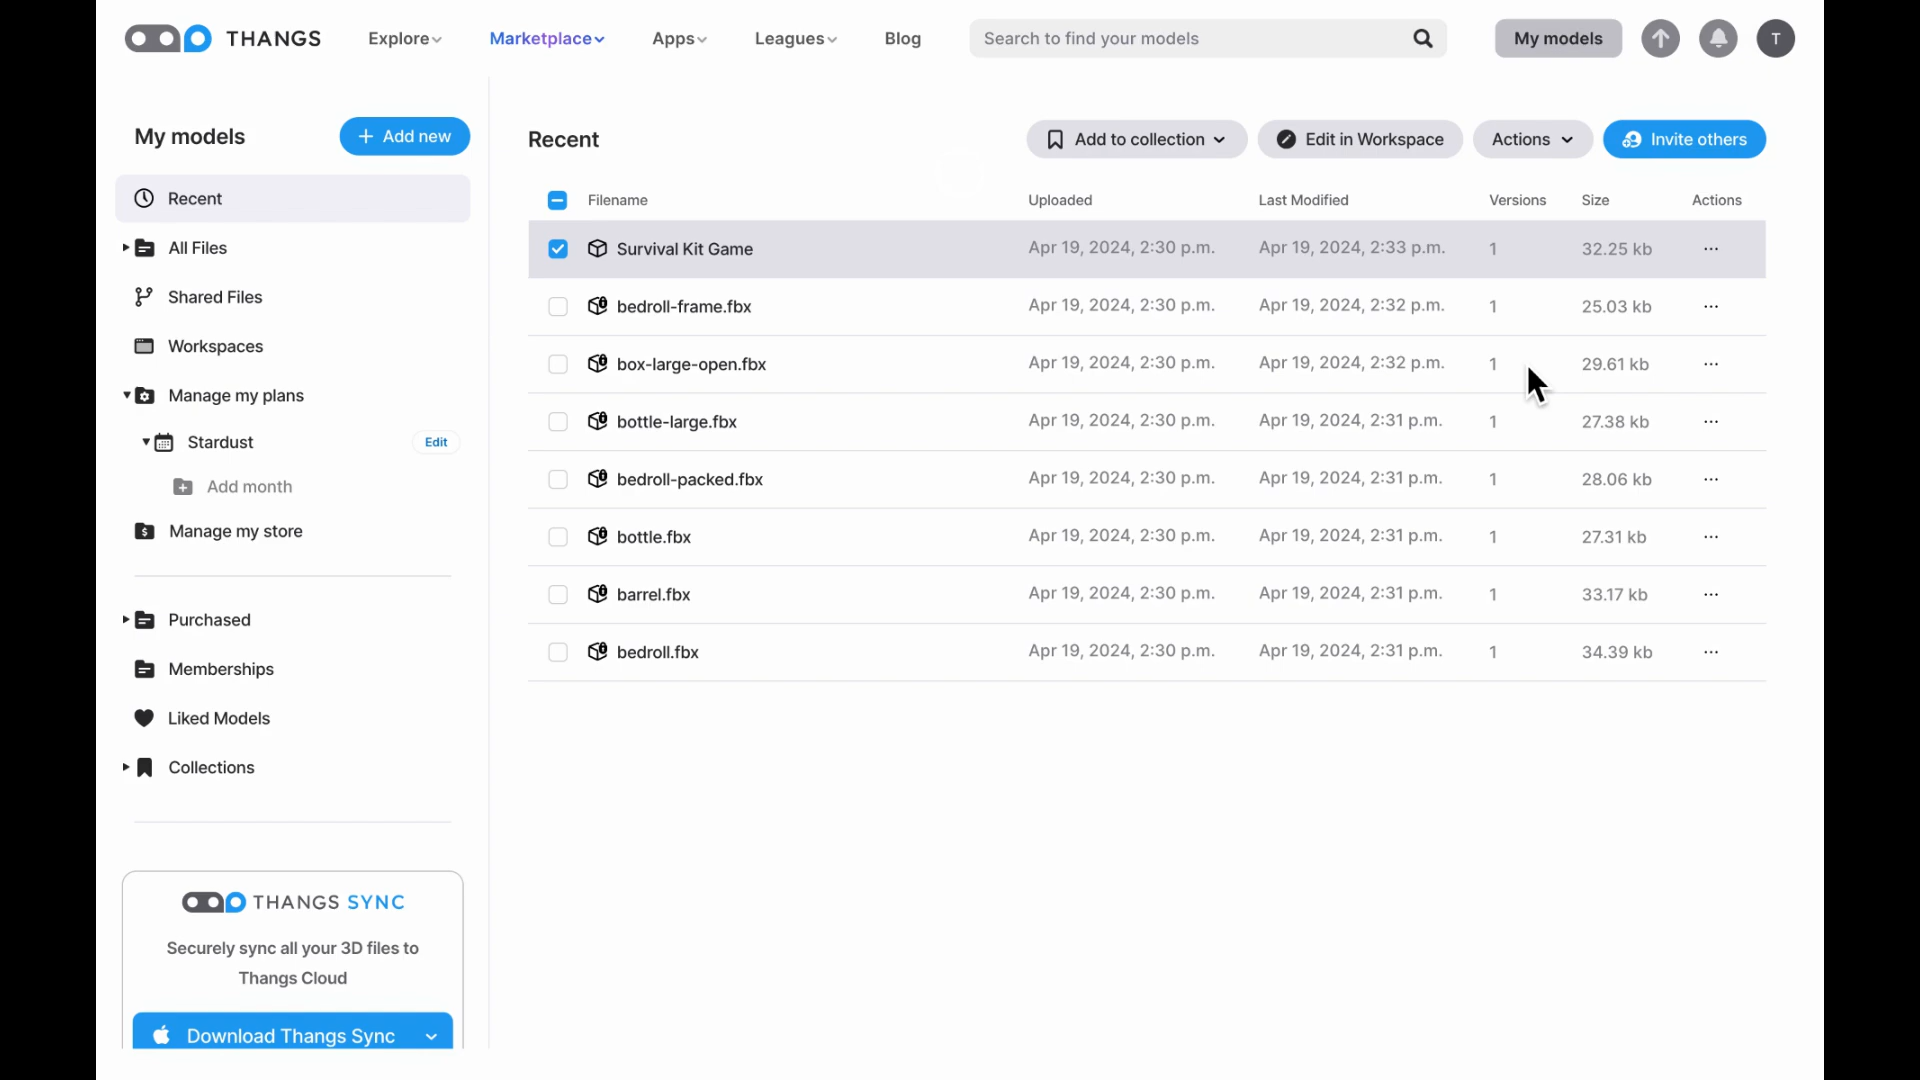 THANGS
Explore
Marketplace
Apps
Leagues
Blog
Search to find your models
My models
T
My models
+ Add new
Recent
All Files
Shared Files
Workspaces
Manage my plans
Stardust
Edit
Add month
Manage my store
Purchased
Memberships
Liked Models
Collections
THANGS SYNC
Securely sync all your 3D files to
Thangs Cloud
Download Thangs Sync
Recent
Add to collection
Edit in Workspace
Actions
Invite others
Filename Uploaded Last Modified Versions Size Actions
Survival Kit Game Apr 19, 2024, 2:30 p.m. Apr 19, 2024, 2:33 p.m. 1 32.25 kb ...
bedroll-frame.fbx Apr 19, 2024, 2:30 p.m. Apr 19, 2024, 2:32 p.m. 1 25.03 kb ...
box-large-open.fbx Apr 19, 2024, 2:30 p.m. Apr 19, 2024, 2:32 p.m. 1 29.61 kb ...
bottle-large.fbx Apr 19, 2024, 2:30 p.m. Apr 19, 2024, 2:31 p.m. 1 27.38 kb ...
bedroll-packed.fbx Apr 19, 2024, 2:30 p.m. Apr 19, 2024, 2:31 p.m. 1 28.06 kb ...
bottle.fbx Apr 19, 2024, 2:30 p.m. Apr 19, 2024, 2:31 p.m. 1 27.31 kb ...
barrel.fbx Apr 19, 2024, 2:30 p.m. Apr 19, 2024, 2:31 p.m. 1 33.17 kb ...
bedroll.fbx Apr 19, 2024, 2:30 p.m. Apr 19, 2024, 2:31 p.m. 1 34.39 kb ...